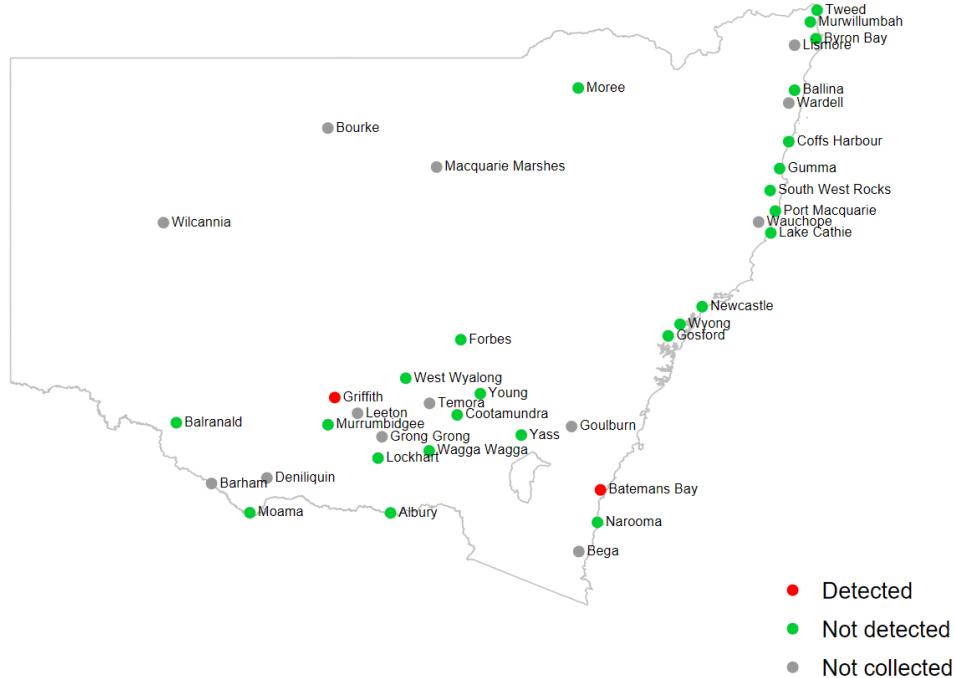 Tweed
Murwillumbah
Byron Bay
Lismore
Moree
Ballina
Wardell
Bourke
Coffs Harbour
Macquarie Marshes
Gumma
South West Rocks
Port Macquarie
Wilcannia
Wauchope
Lake Cathie
Newcastle
Wyong
Gosford
Forbes
West Wyalong
Young
Griffith
Temora
Leeton
Cootamundra
Balranald
Murrumbidgee
Goulburn
Grong Grong
Yass
Wagga Wagga
Lockhart
Deniliquin
Barham
Batemans Bay
Moama
Albury
Narooma
Bega
Detected
Not detected
Not collected